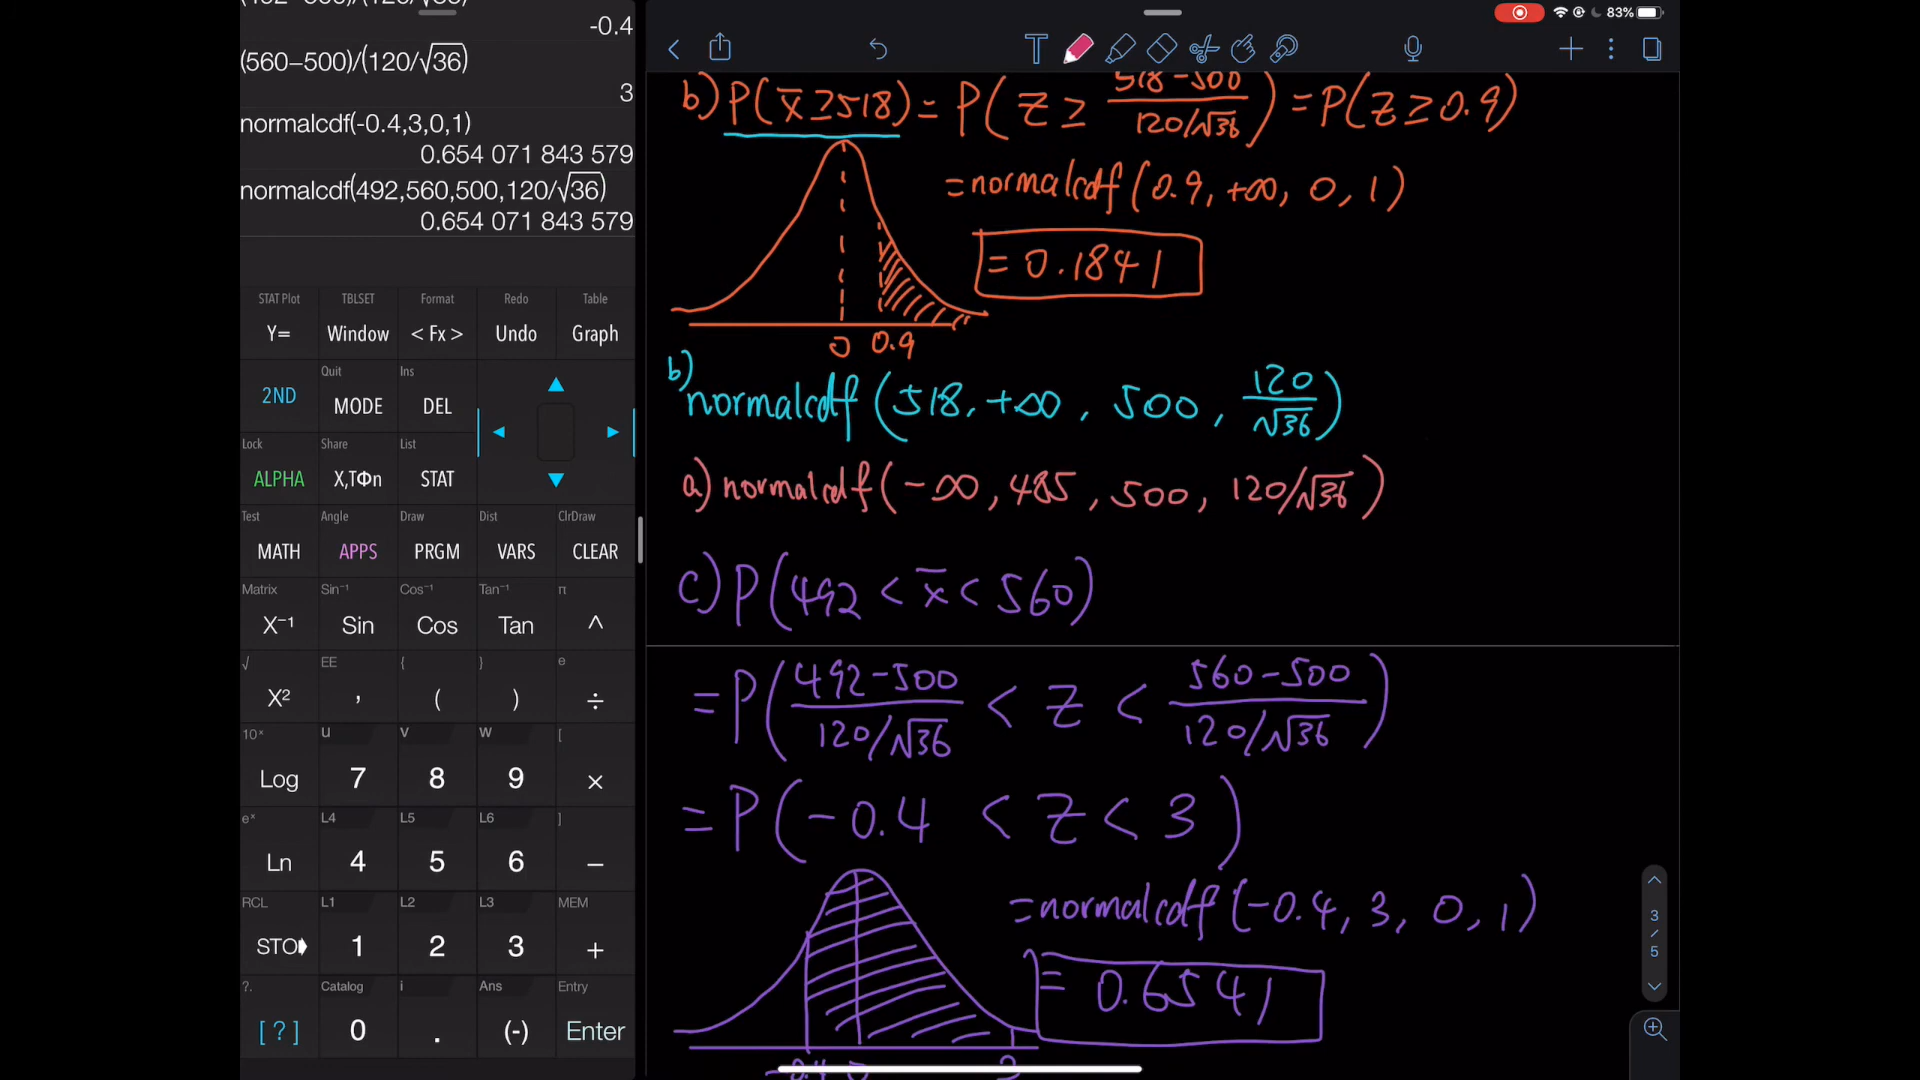 (560−500)/(120/√36)
-0.4
3
normalcdf(-0.4,3,0,1)
0.654 071 843 579
normalcdf(492,560,500,120/√36)
0.654 071 843 579
STAT Plot TBLSET Format Redo Table
Y= Window < Fx > Undo Graph
Quit Ins
2ND MODE DEL
Lock Share List
ALPHA X,TΦn STAT
Test Angle Draw Dist ClrDraw
MATH APPS PRGM VARS CLEAR
Matrix Sin⁻¹ Cos⁻¹ Tan⁻¹ π
X⁻¹ Sin Cos Tan ^
√ EE { } e
X² , ( ) ÷
10ˣ u v w [
Log 7 8 9 ×
eˣ L4 L5 L6 ]
Ln 4 5 6 −
RCL L1 L2 L3 MEM
STO 1 2 3 +
?. Catalog i Ans Entry
[ ? ] 0 . (-) Enter
83%
T
b) P(x̄ ≥ 518) = P(Z ≥ (518-500)/(120/√36)) = P(Z ≥ 0.9)
= normalcdf(0.9, +∞, 0, 1)
= 0.1841
0 0.9
b) normalcdf(518, +∞, 500, 120/√36)
a) normalcdf(-∞, 485, 500, 120/√36)
c) P(492 < x̄ < 560)
= P((492-500)/(120/√36) < Z < (560-500)/(120/√36))
= P(-0.4 < Z < 3)
= normalcdf(-0.4, 3, 0, 1)
= 0.6541
3
/
5